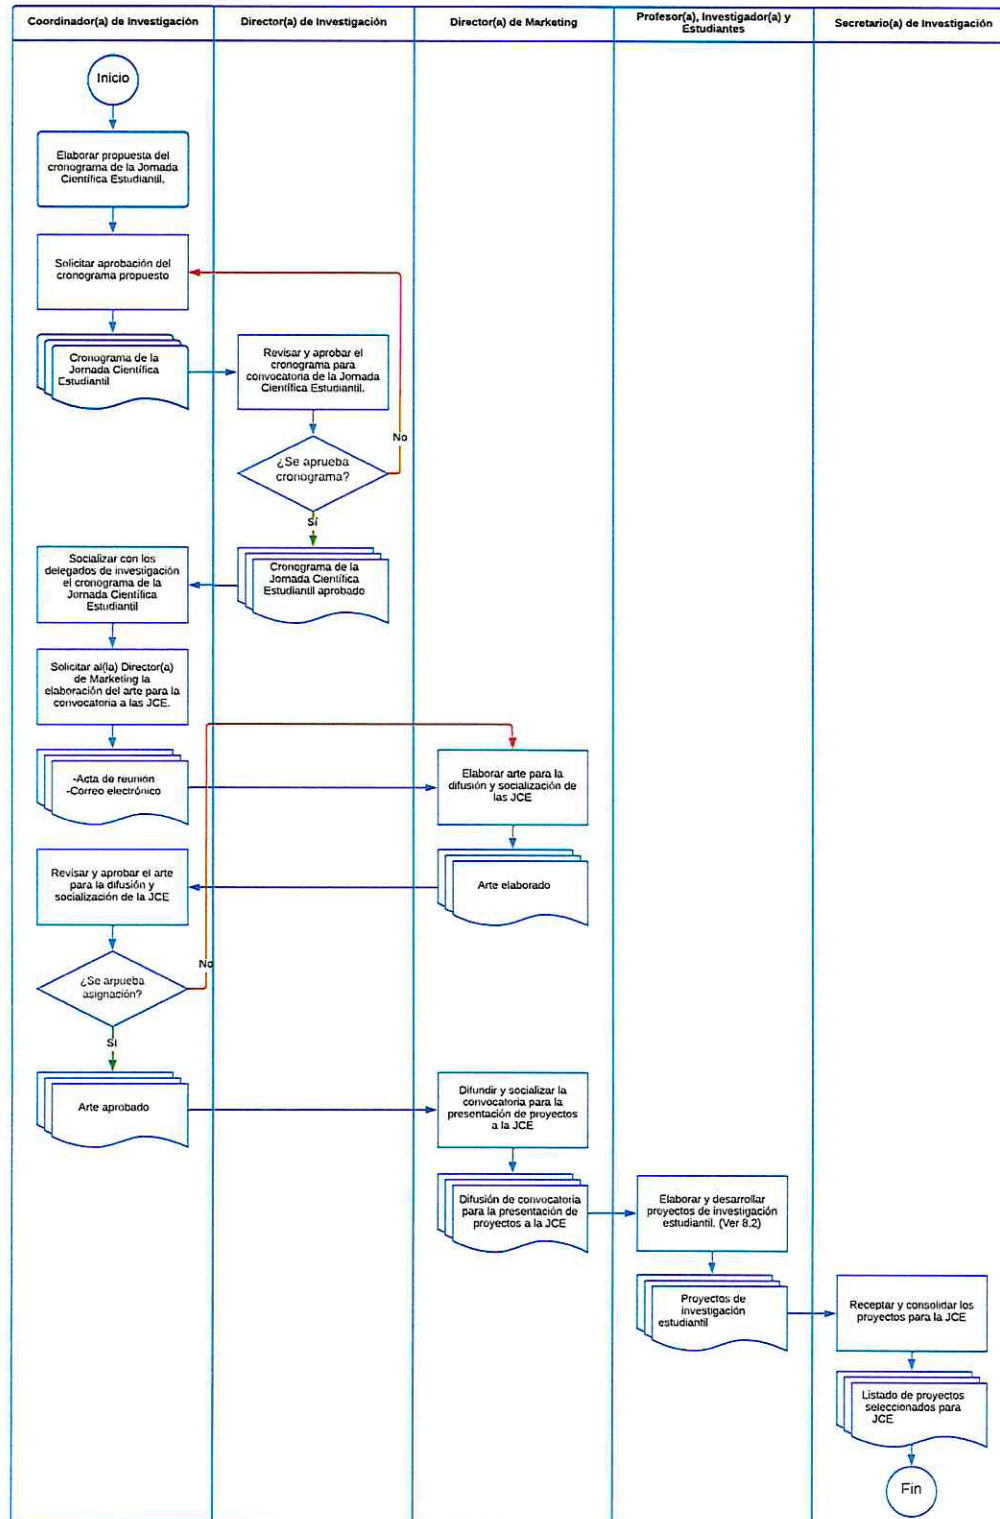 Coordinador(a) de Investigación
Director(a) de Investigación
Director(a) de Marketing
Profesor(a), Investigador(a) y
Estudiantes
Secretario(a) de Investigación
Inicio
Elaborar propuesta del
cronograma de la Jornada
Científica Estudiantil.
Solicitar aprobación del
cronograma propuesto
Cronograma de la
Jornada Científica
Estudiantil
Revisar y aprobar el
cronograma para
convocatoria de la Jornada
Científica Estudiantil.
No
¿Se aprueba
cronograma?
Sí
Socializar con los
delegados de investigación
el cronograma de la
Jornada Científica
Estudiantil
Cronograma de la
Jornada Científica
Estudiantil aprobado
Solicitar al(la) Director(a)
de Marketing la
elaboración del arte para la
convocatoria a las JCE.
-Acta de reunión
-Correo electrónico
Elaborar arte para la
difusión y socialización de
las JCE
Revisar y aprobar el arte
para la difusión y
socialización de la JCE
Arte elaborado
No
¿Se arpueba
asignación?
Sí
Arte aprobado
Difundir y socializar la
convocatoria para la
presentación de proyectos
a la JCE
Difusión de convocatoria
para la presentación de
proyectos a la JCE
Elaborar y desarrollar
proyectos de investigación
estudiantil. (Ver 8.2)
Proyectos de
investigación
estudiantil
Receptar y consolidar los
proyectos para la JCE
Listado de proyectos
seleccionados para
JCE
Fin